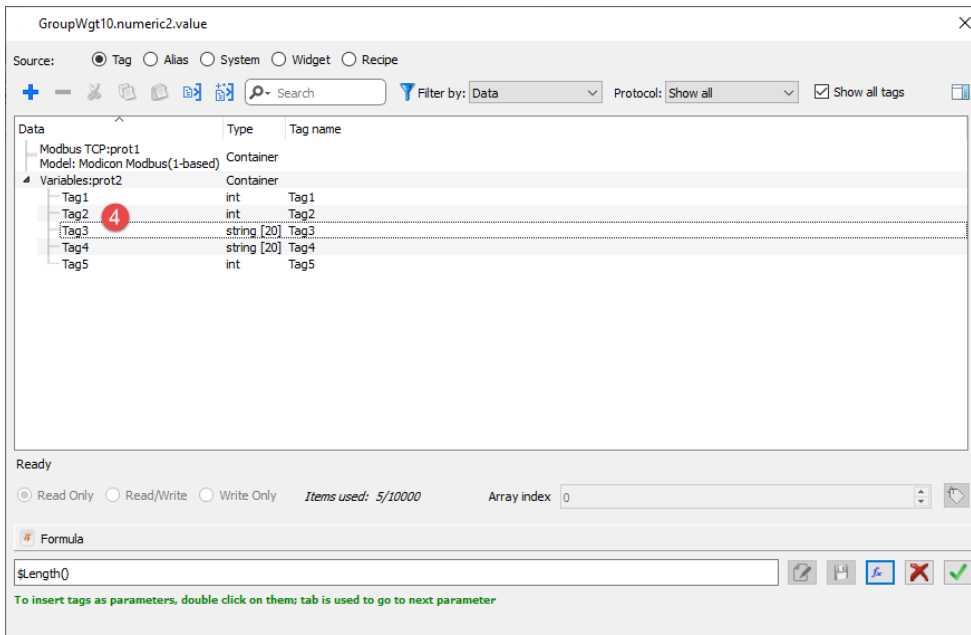 GroupWgt10.numeric2.value
Source: Tag Alias System Widget Recipe
Search Filter by: Data Protocol: Show all Show all tags
Data Type Tag name
Modbus TCP:prot1
Model: Modicon Modbus(1-based) Container
Variables:prot2 Container
Tag1 int Tag1
Tag2 int Tag2
4
Tag3 string [20] Tag3
Tag4 string [20] Tag4
Tag5 int Tag5
Ready
Read Only Read/Write Write Only Items used: 5/10000 Array index 0
Formula
$Length()
fx
To insert tags as parameters, double click on them; tab is used to go to next parameter